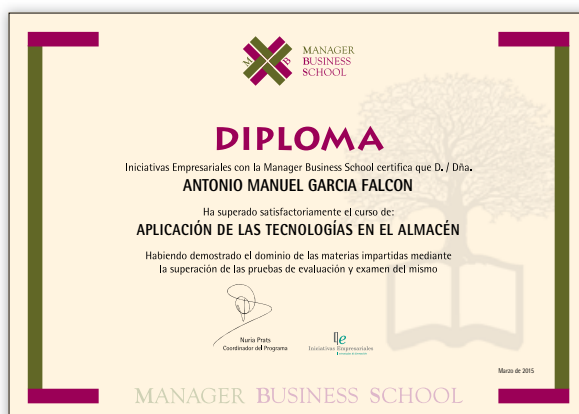 M B
MANAGER
BUSINESS
SCHOOL
DIPLOMA
Iniciativas Empresariales con la Manager Business School certifica que D. / Dña.
ANTONIO MANUEL GARCIA FALCON
Ha superado satisfactoriamente el curso de:
APLICACIÓN DE LAS TECNOLOGÍAS EN EL ALMACÉN
Habiendo demostrado el dominio de las materias impartidas mediante
la superación de las pruebas de evaluación y examen del mismo
Nuria Prats
Coordinador del Programa
Iniciativas Empresariales
Marzo de 2015
MANAGER BUSINESS SCHOOL